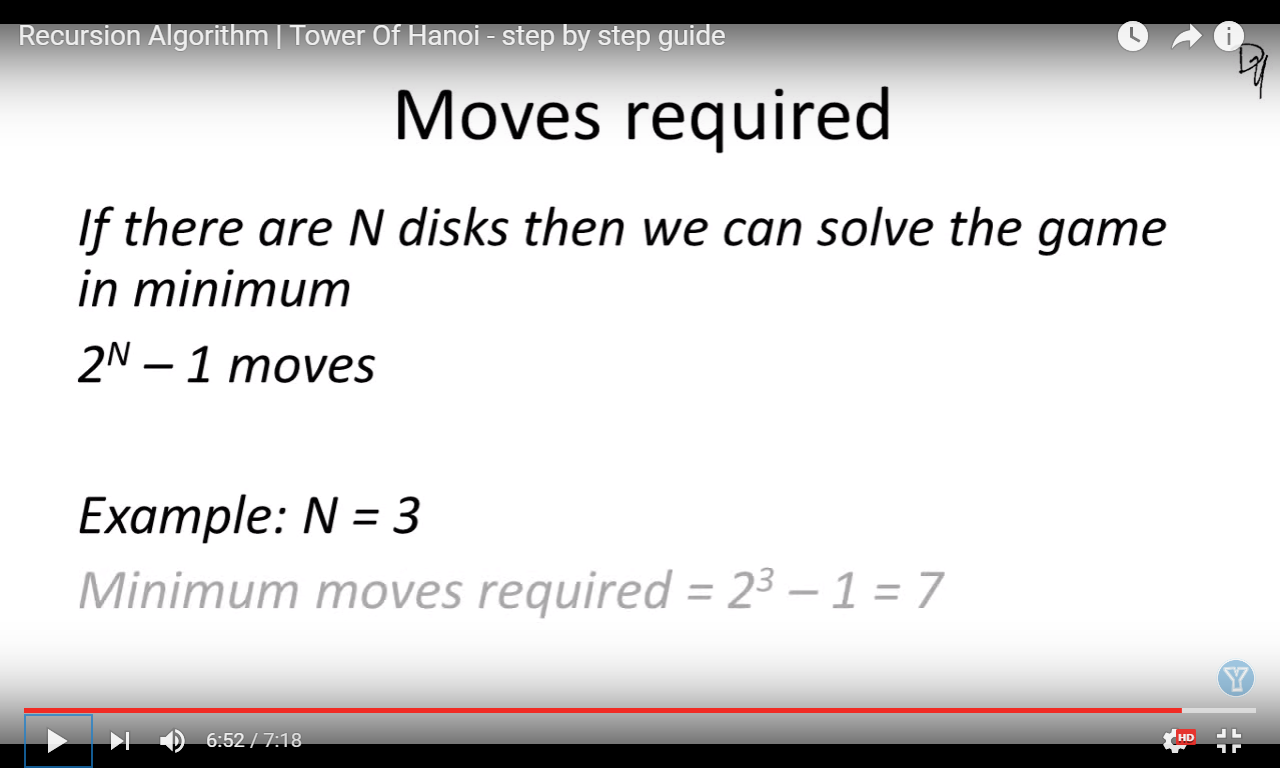 Recursion Algorithm | Tower Of Hanoi - step by step guide
Moves required
If there are N disks then we can solve the game
in minimum
2ᴺ – 1 moves
Example: N = 3
Minimum moves required = 2³ – 1 = 7
Y
6:52 / 7:18
HD